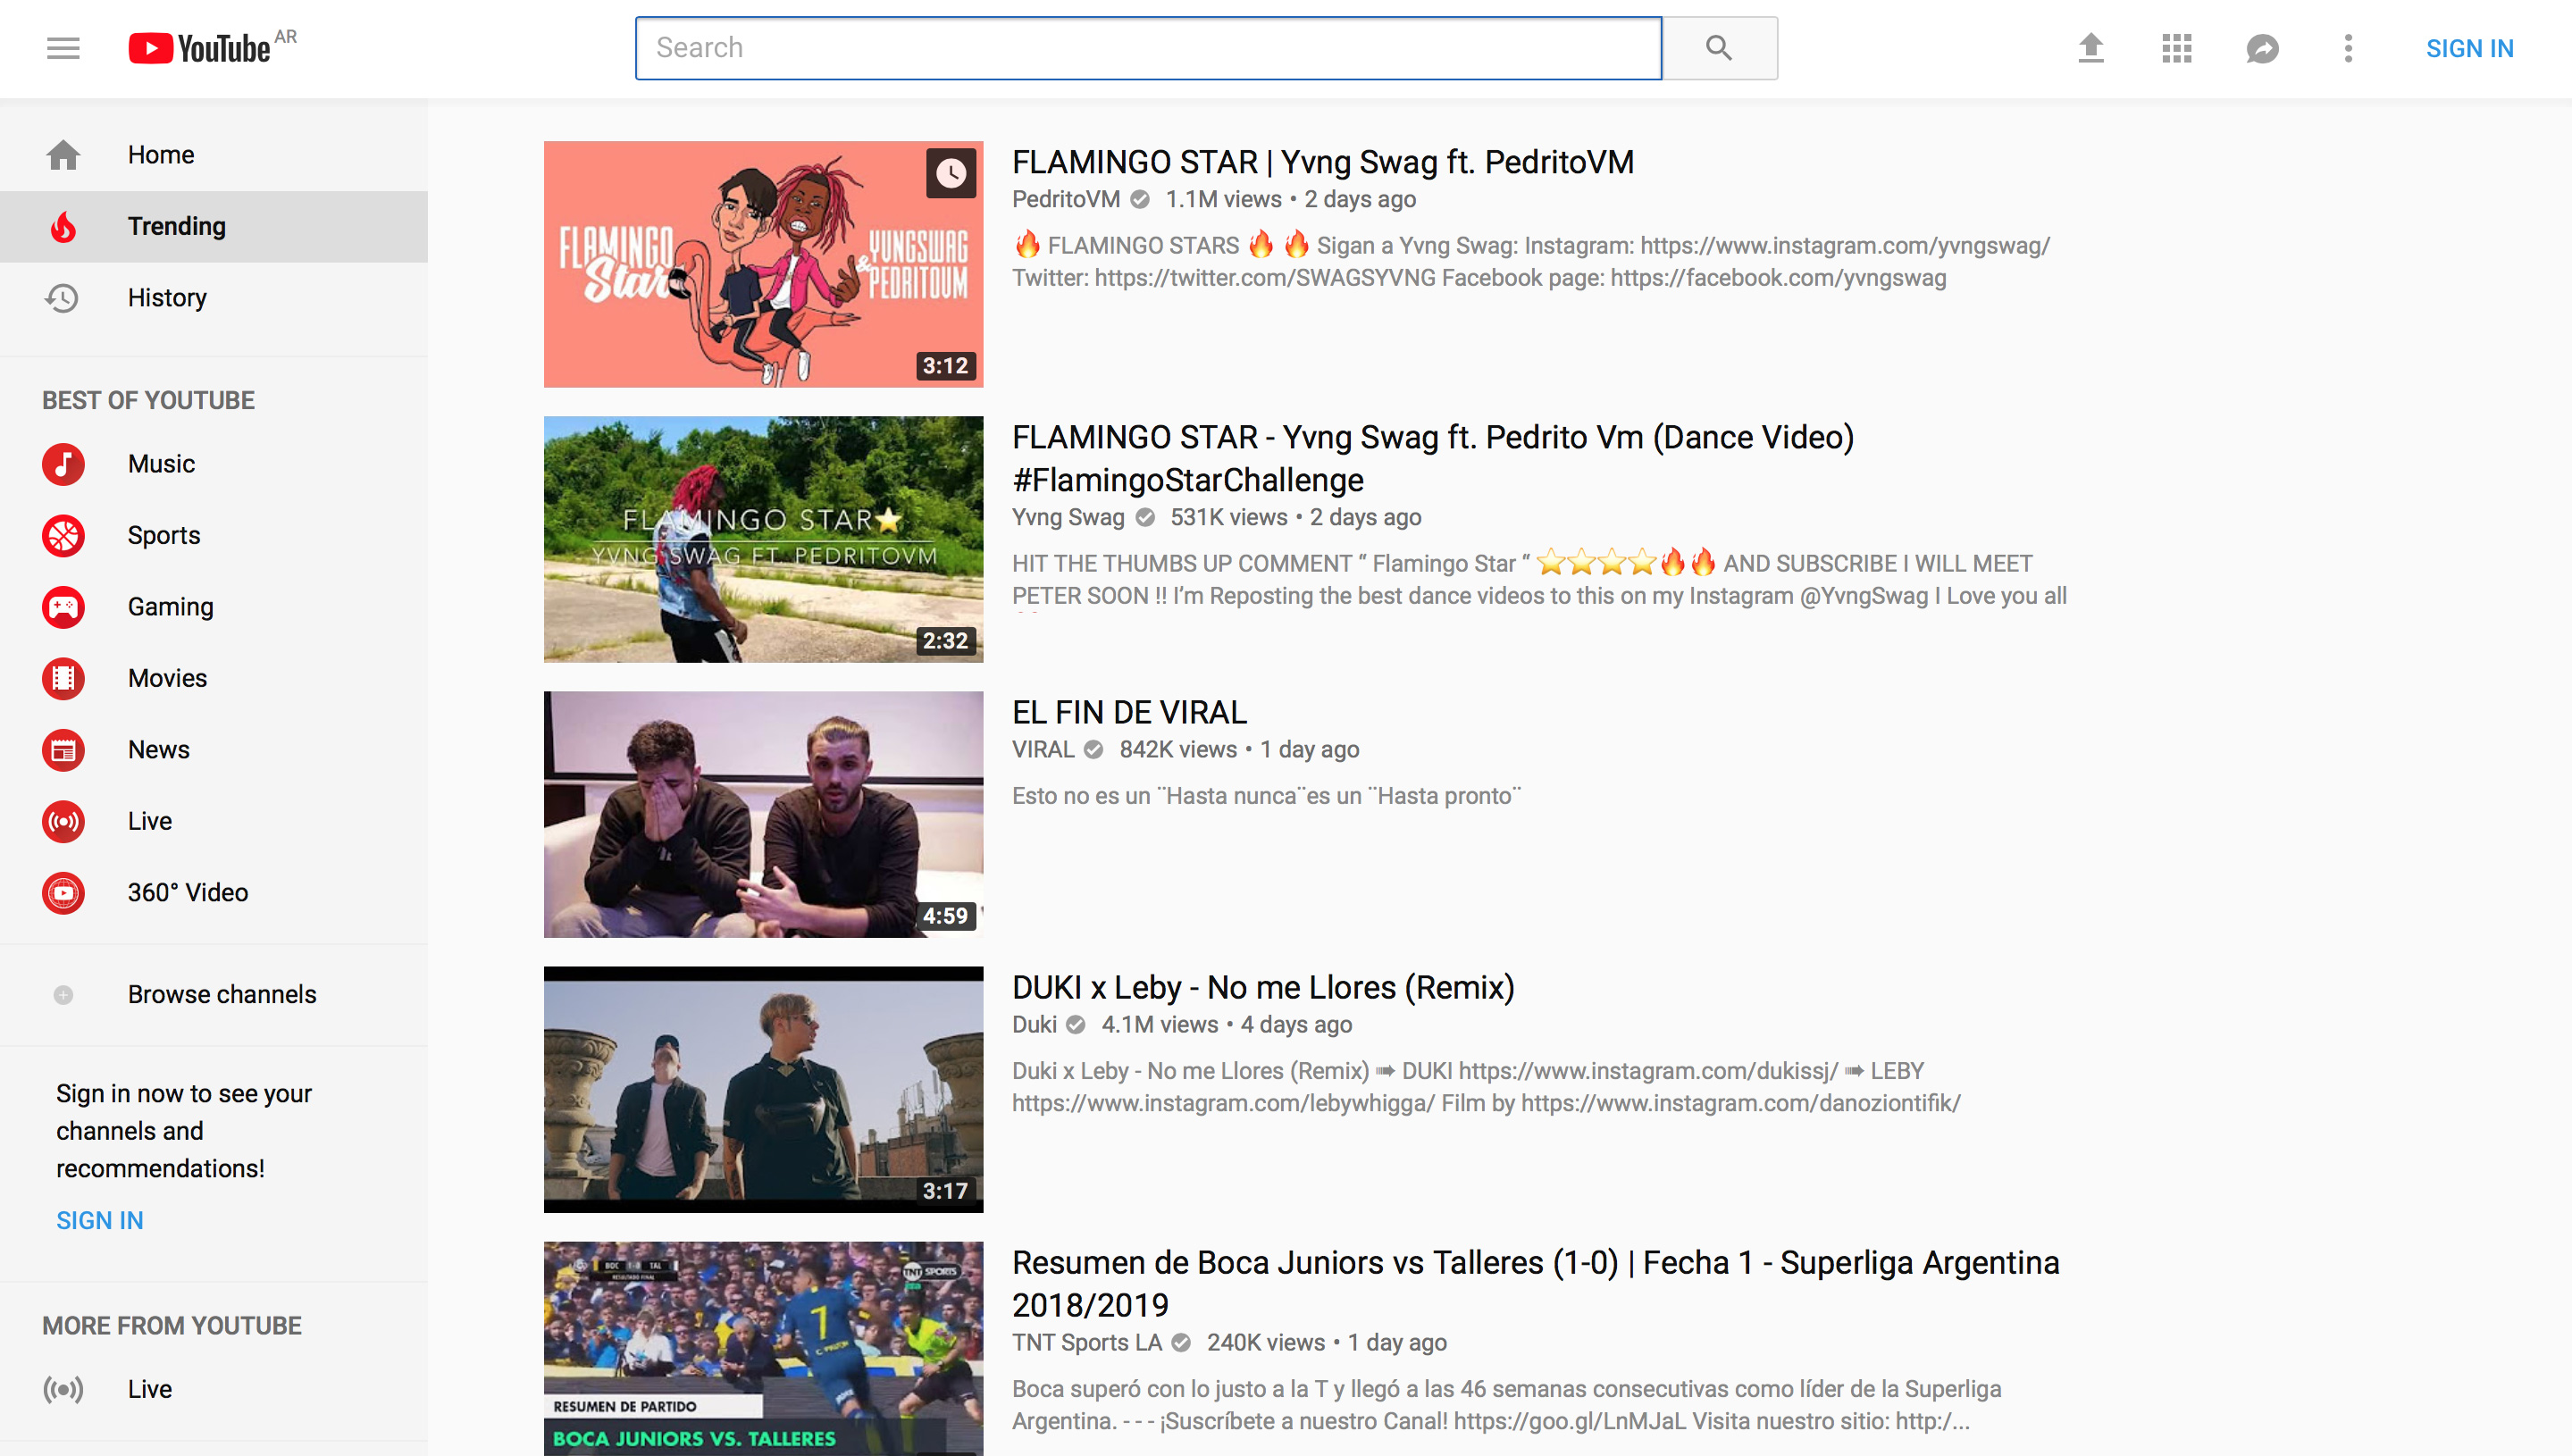 YouTube AR
Search
SIGN IN
Home
Trending
History
BEST OF YOUTUBE
Music
Sports
Gaming
Movies
News
Live
360° Video
Browse channels
Sign in now to see your
channels and
recommendations!
SIGN IN
MORE FROM YOUTUBE
Live
FLAMINGO
Star
& YVNGSWAG
PEDRITOVM
3:12
FLAMINGO STAR | Yvng Swag ft. PedritoVM
PedritoVM 1.1M views • 2 days ago
🔥 FLAMINGO STARS 🔥 🔥 Sigan a Yvng Swag: Instagram: https://www.instagram.com/yvngswag/
Twitter: https://twitter.com/SWAGSYVNG Facebook page: https://facebook.com/yvngswag
FLAMINGO STAR⭐
YVNG SWAG FT. PEDRITOVM
2:32
FLAMINGO STAR - Yvng Swag ft. Pedrito Vm (Dance Video)
#FlamingoStarChallenge
Yvng Swag 531K views • 2 days ago
HIT THE THUMBS UP COMMENT “ Flamingo Star “ ⭐⭐⭐⭐🔥🔥 AND SUBSCRIBE I WILL MEET
PETER SOON !! I’m Reposting the best dance videos to this on my Instagram @YvngSwag I Love you all
4:59
EL FIN DE VIRAL
VIRAL 842K views • 1 day ago
Esto no es un ¨Hasta nunca¨es un ¨Hasta pronto¨
3:17
DUKI x Leby - No me Llores (Remix)
Duki 4.1M views • 4 days ago
Duki x Leby - No me Llores (Remix) ➠ DUKI https://www.instagram.com/dukissj/ ➠ LEBY
https://www.instagram.com/lebywhigga/ Film by https://www.instagram.com/danoziontifik/
BOC 1-0 TAL
RESULTADO FINAL
TNT SPORTS
7
RESUMEN DE PARTIDO
BOCA JUNIORS VS. TALLERES
Resumen de Boca Juniors vs Talleres (1-0) | Fecha 1 - Superliga Argentina
2018/2019
TNT Sports LA 240K views • 1 day ago
Boca superó con lo justo a la T y llegó a las 46 semanas consecutivas como líder de la Superliga
Argentina. - - - ¡Suscríbete a nuestro Canal! https://goo.gl/LnMJaL Visita nuestro sitio: http:/...